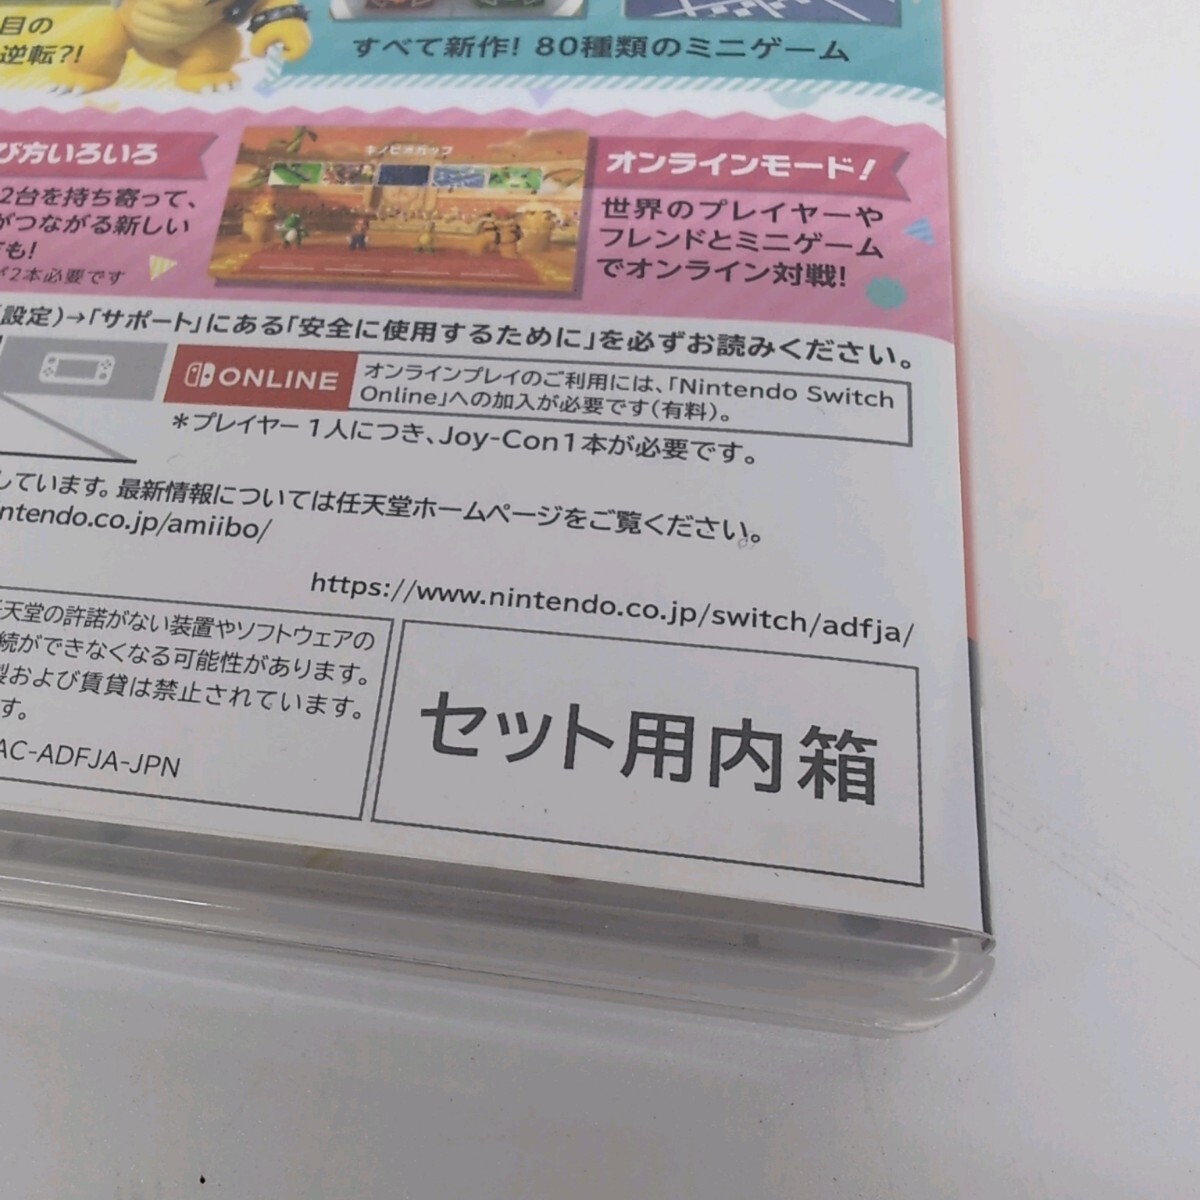 目の
逆転?!
すべて新作! 80種類のミニゲーム
び方いろいろ
2台を持ち寄って、
がつながる新しい
も!
が2本必要です
キノピオカップ
オンラインモード!
世界のプレイヤーや
フレンドとミニゲーム
でオンライン対戦!
設定)→「サポート」にある「安全に使用するために」を必ずお読みください。
ONLINE
オンラインプレイのご利用には、「Nintendo Switch
Online」への加入が必要です(有料)。
*プレイヤー1人につき、Joy-Con1本が必要です。
しています。最新情報については任天堂ホームページをご覧ください。
ntendo.co.jp/amiibo/
https://www.nintendo.co.jp/switch/adfja/
天堂の許諾がない装置やソフトウェアの
続ができなくなる可能性があります。
製および賃貸は禁止されています。
す。
AC-ADFJA-JPN
セット用内箱